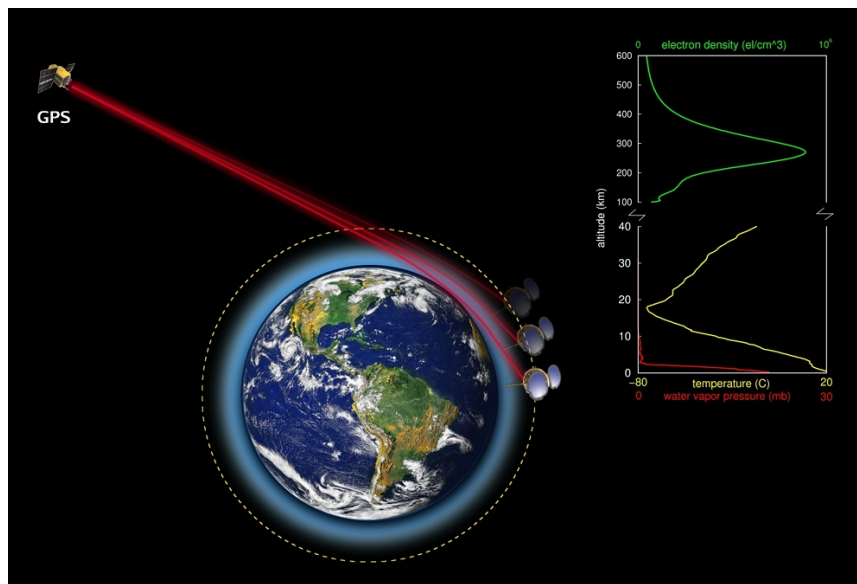 GPS
0 electron density (el/cm^3) 10^6
600
500
400
300
200
100
altitude (km)
40
30
20
10
0
−80 temperature (C) 20
0 water vapor pressure (mb) 30